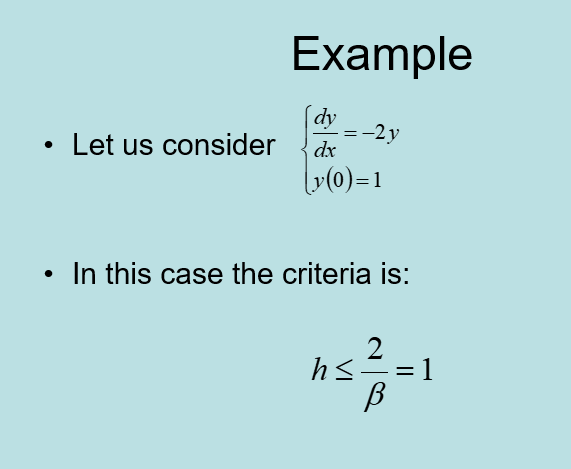 Example
• Let us consider { dy/dx = −2y
y(0) = 1
• In this case the criteria is:
h ≤ 2/β = 1